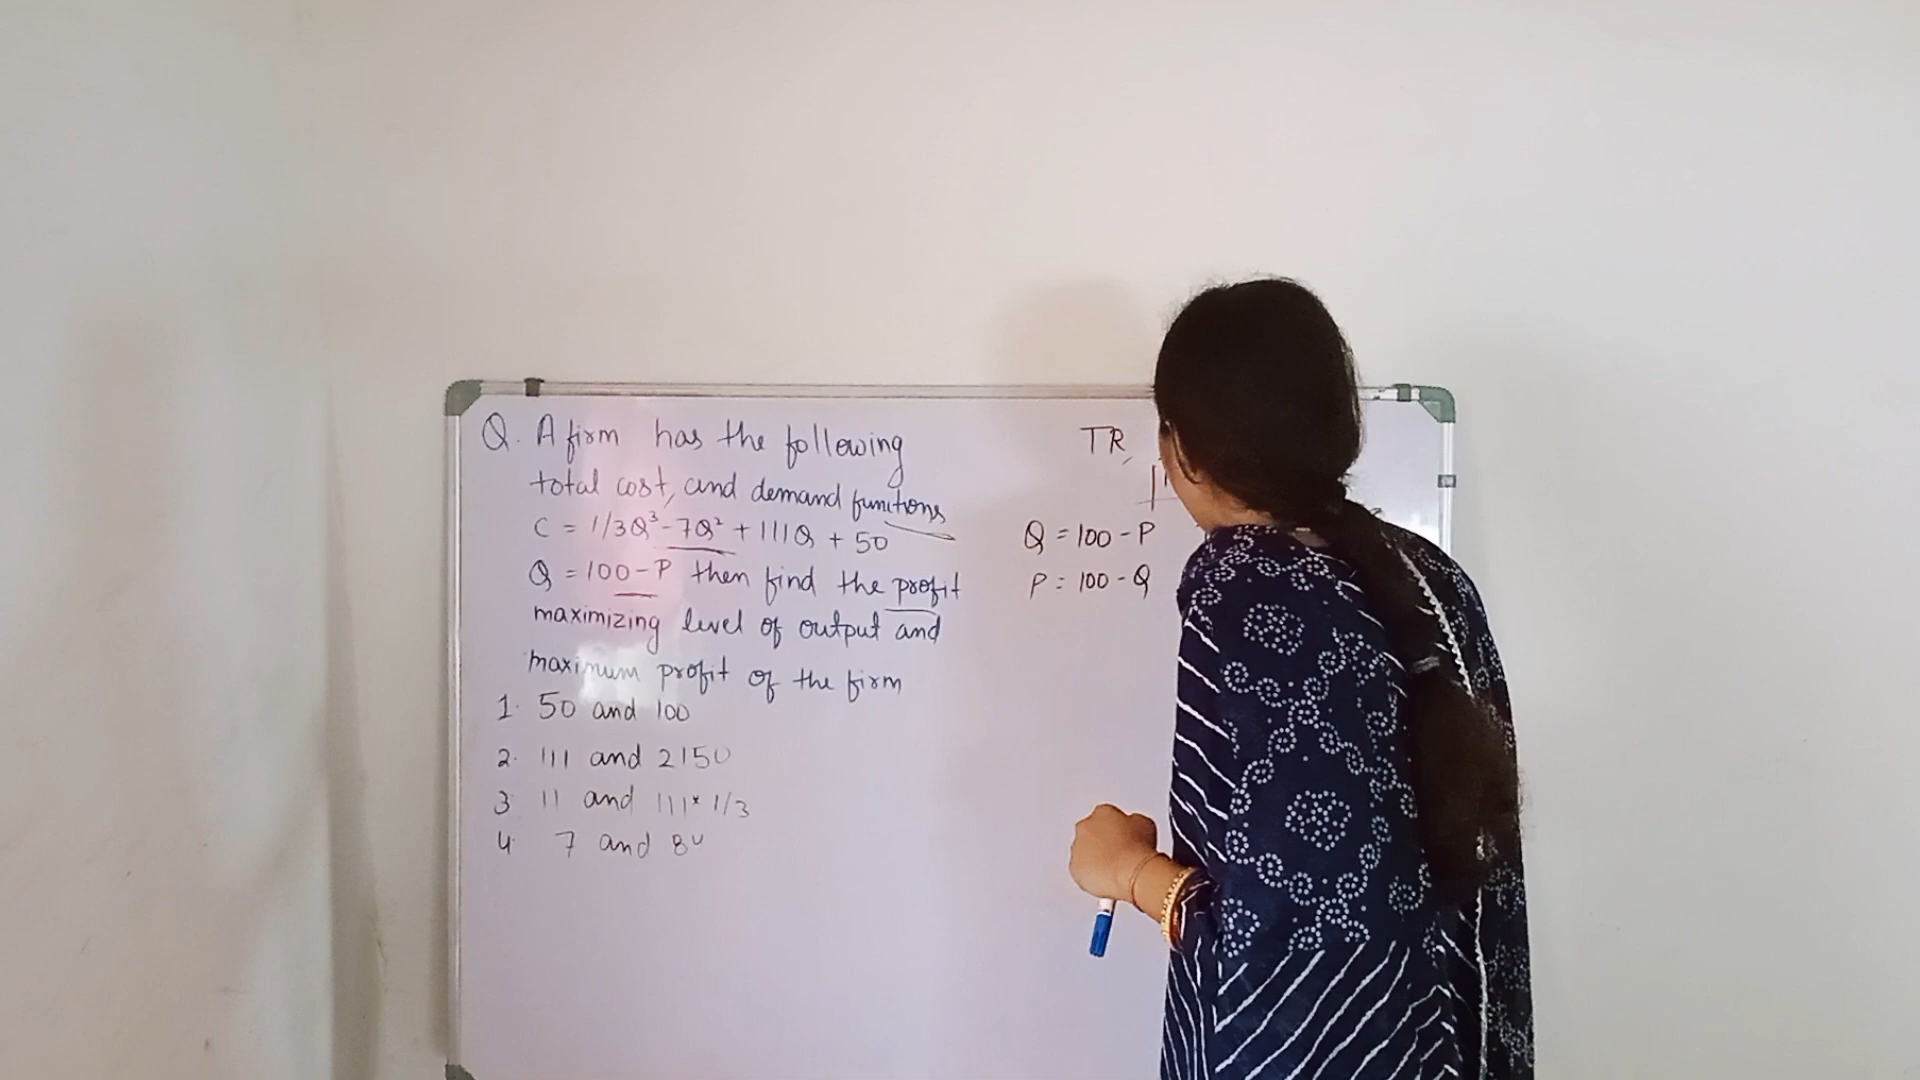 Q. A firm has the following
total cost, and demand functions
C = 1/3Q³ - 7Q² + 111Q + 50
Q = 100 - P then find the profit
maximizing level of output and
maximum profit of the firm
1. 50 and 100
2. 111 and 2150
3 11 and 111* 1/3
4. 7 and 80
TR,
Q = 100 - P
P = 100 - Q